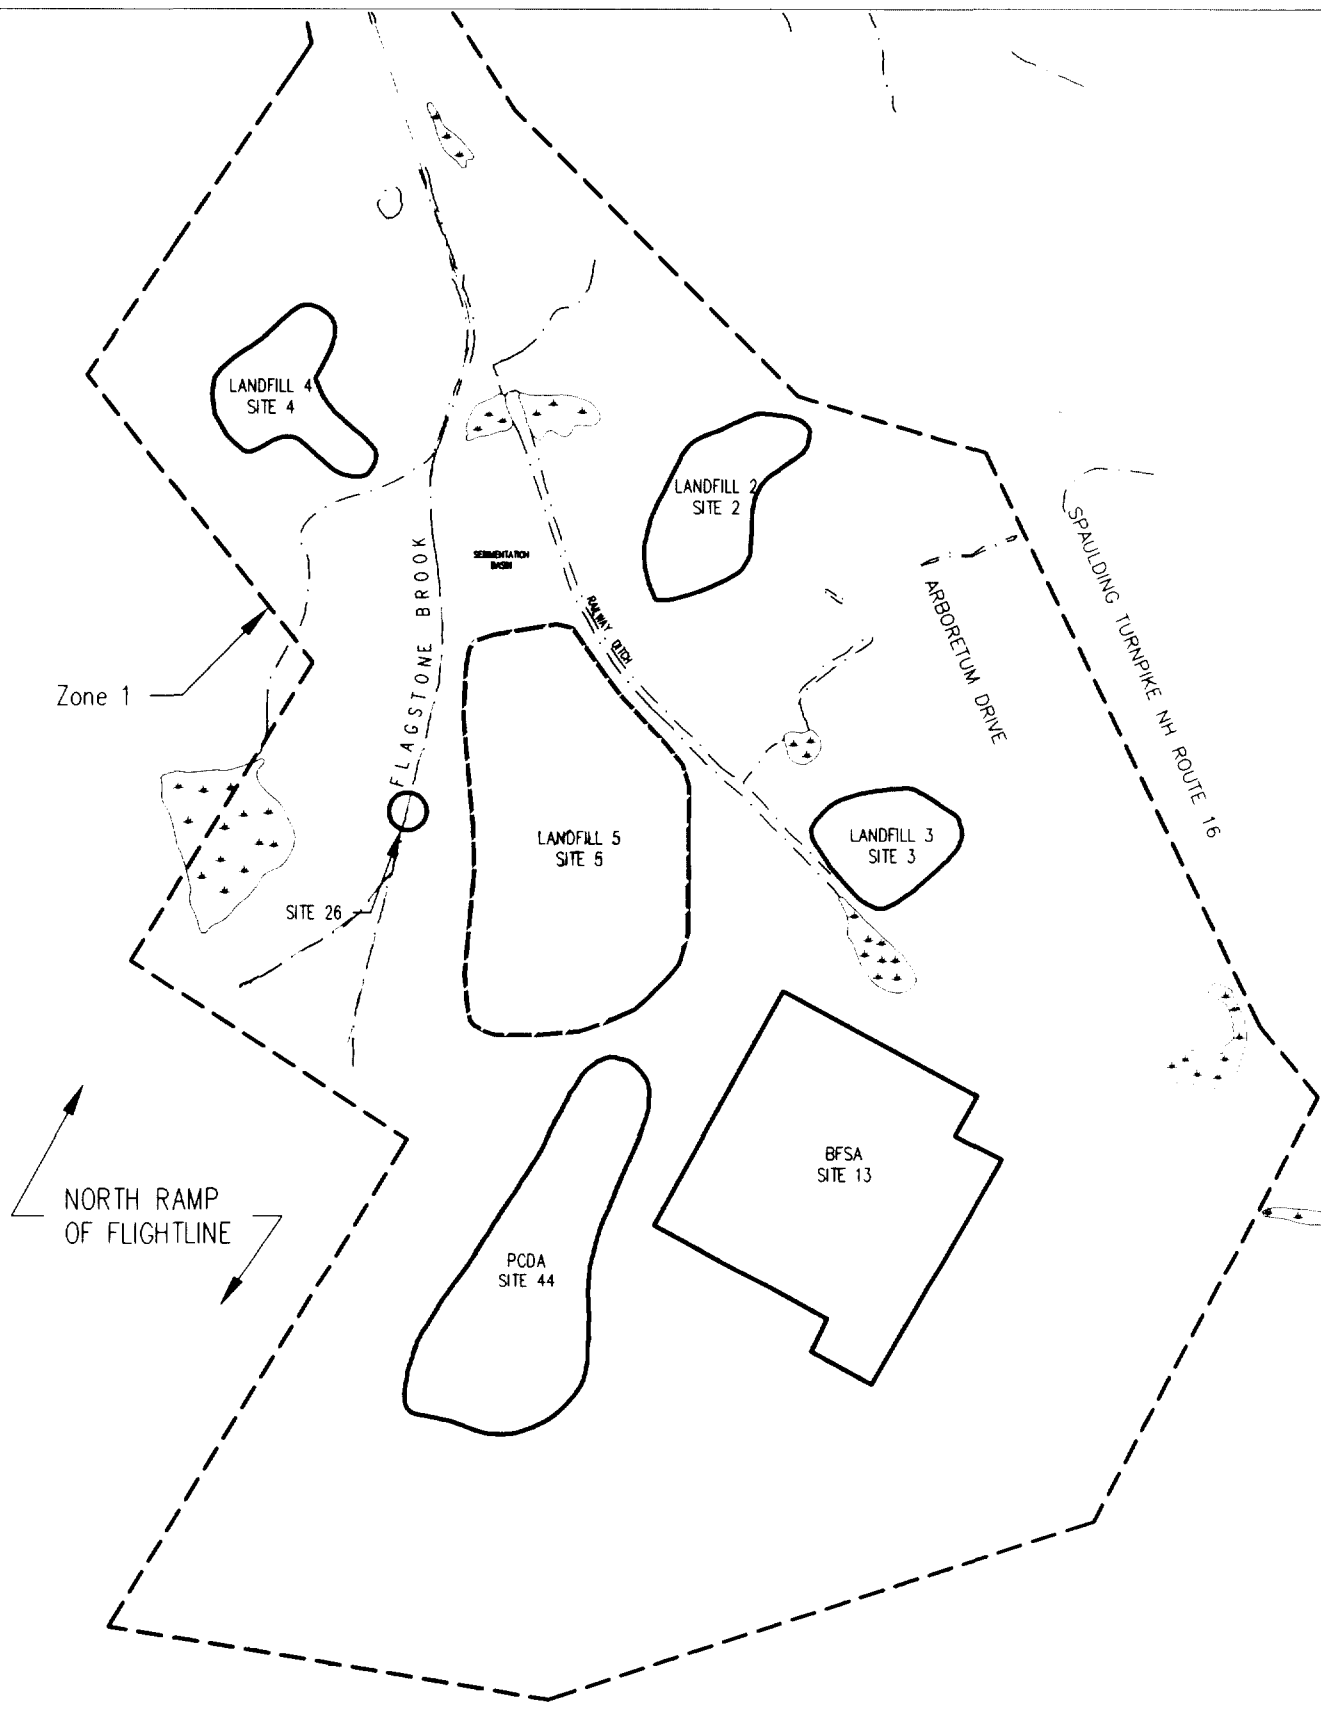 LANDFILL 4
SITE 4
LANDFILL 2
SITE 2
SPAULDING TURNPIKE NH ROUTE 16
FLAGSTONE BROOK
SEDIMENTATION
BASIN
ARBORETUM DRIVE
RAILWAY DITCH
Zone 1
LANDFILL 5
SITE 5
LANDFILL 3
SITE 3
SITE 26
BFSA
SITE 13
NORTH RAMP
OF FLIGHTLINE
PCDA
SITE 44